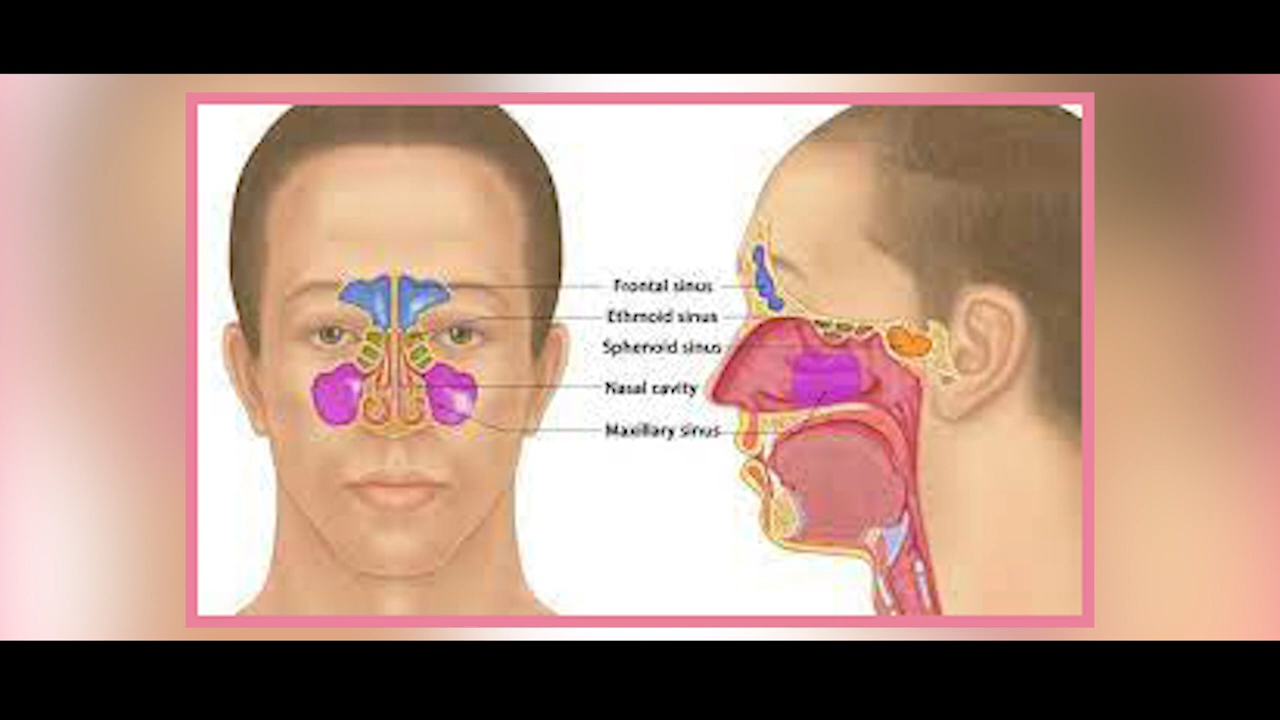 Frontal sinus
Ethmoid sinus
Sphenoid sinus
Nasal cavity
Maxillary sinus